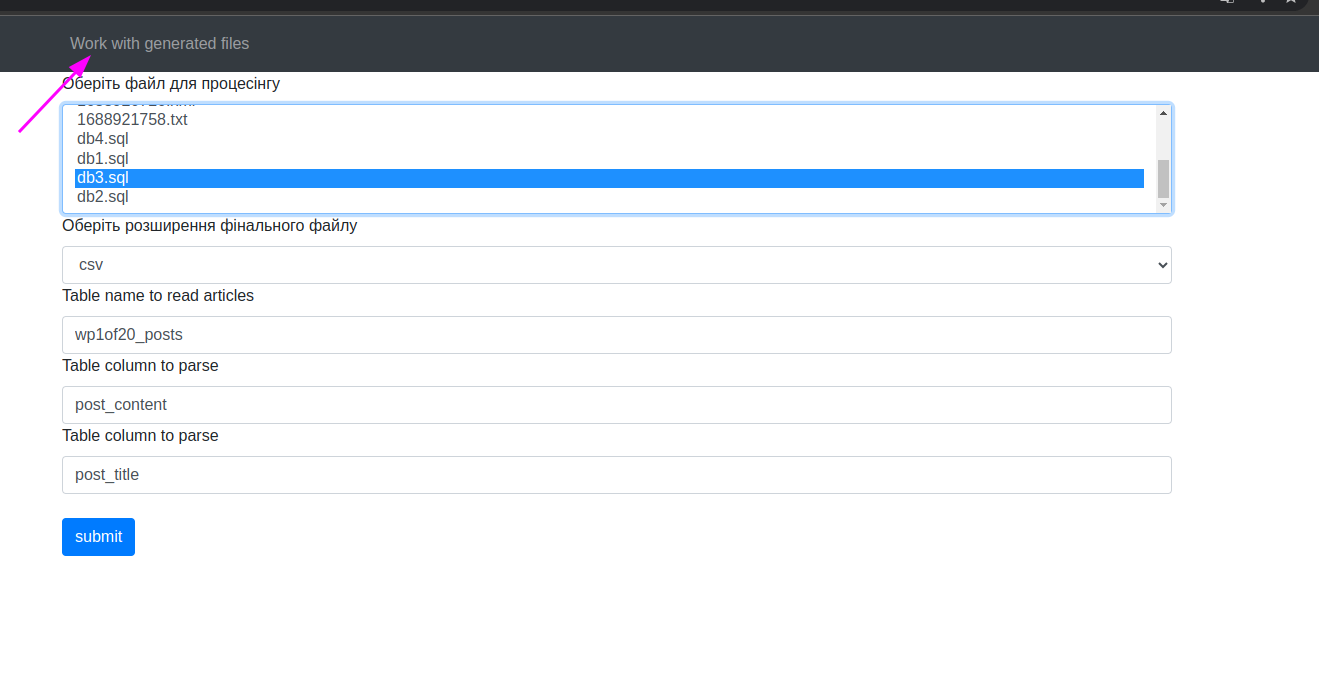 Work with generated files
Оберіть файл для процесінгу
1688921758.txt
db4.sql
db1.sql
db3.sql
db2.sql
Оберіть розширення фінального файлу
csv
Table name to read articles
wp1of20_posts
Table column to parse
post_content
Table column to parse
post_title
submit